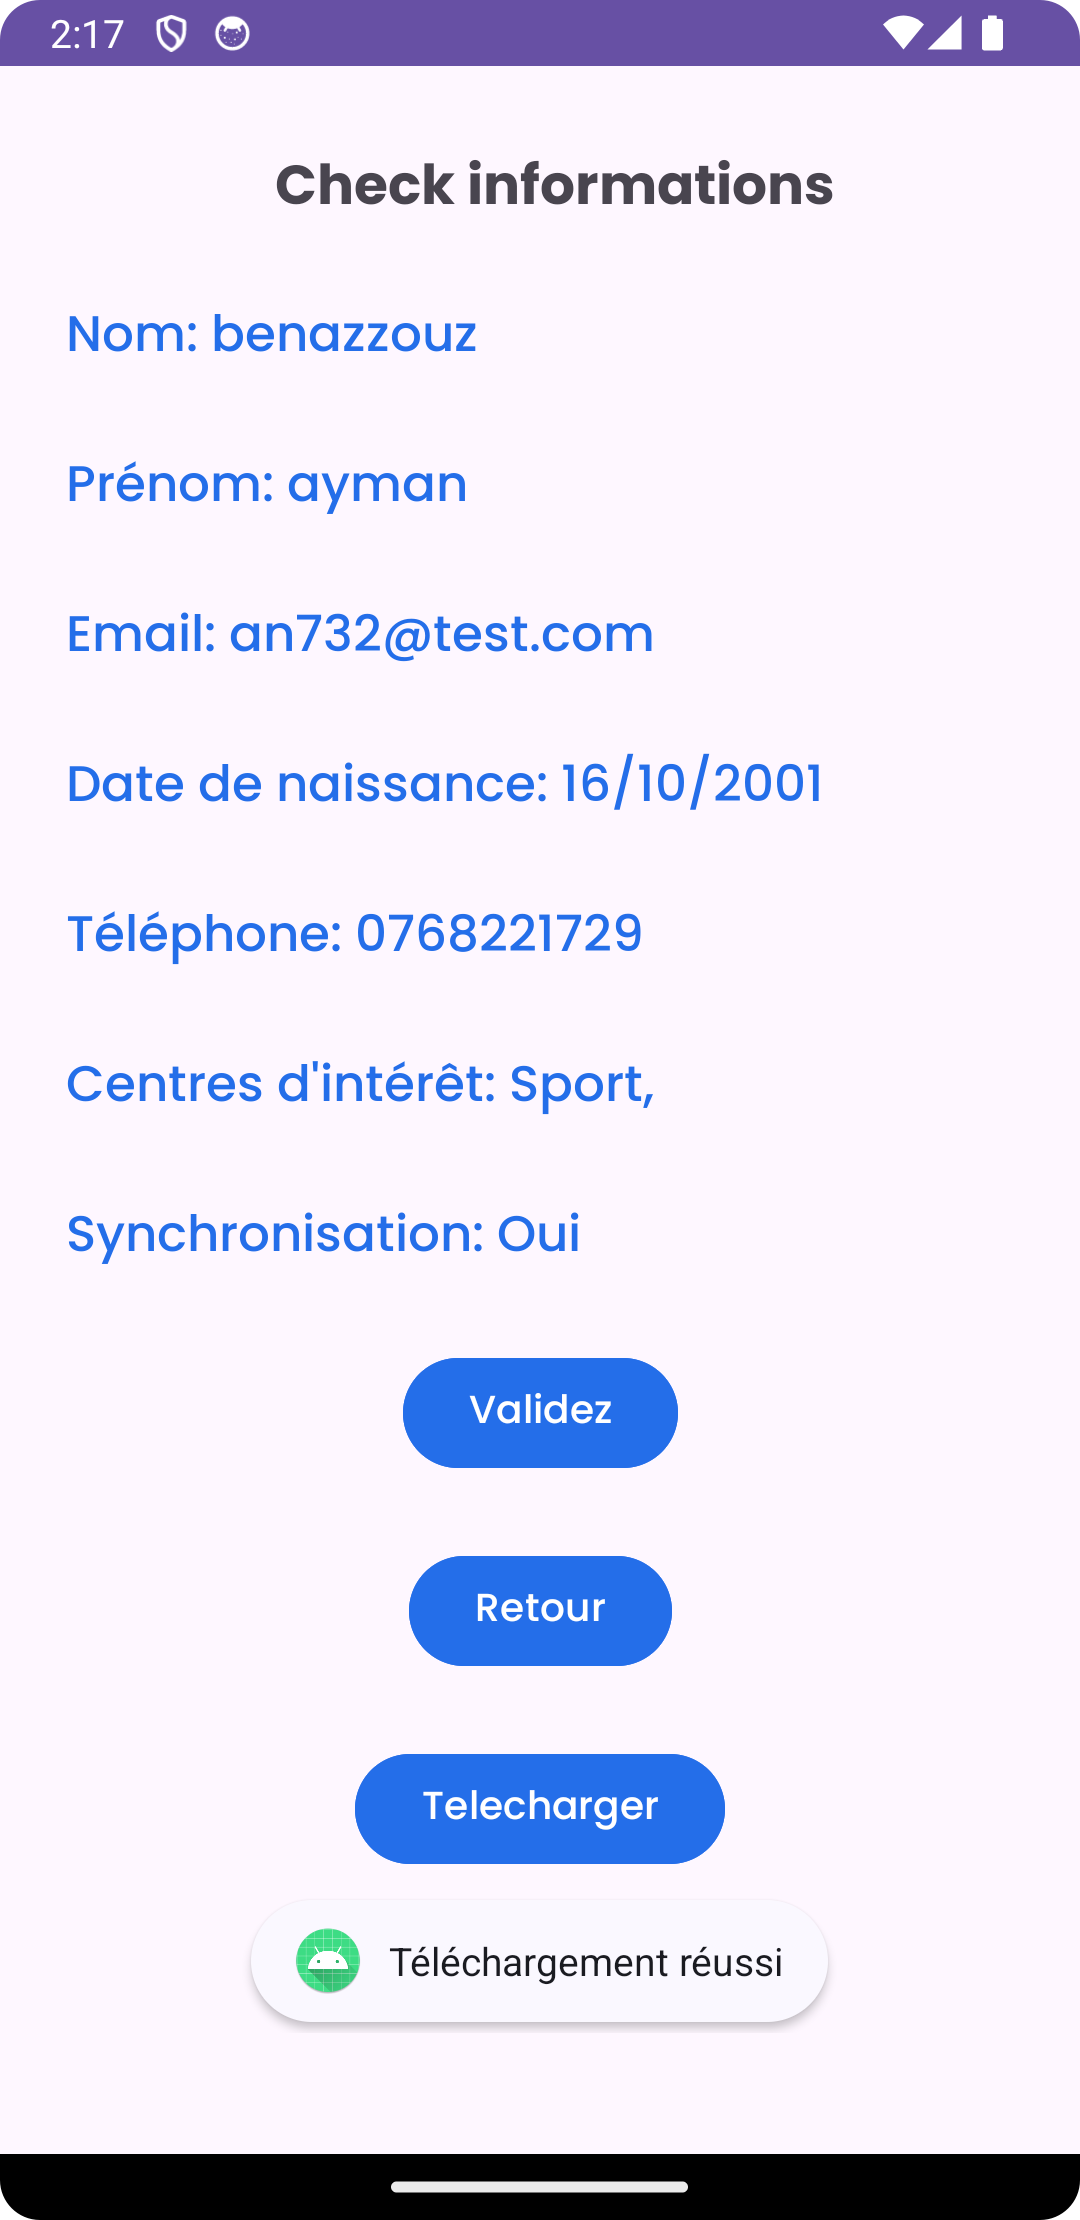 2:17
Check informations
Nom: benazzouz
Prénom: ayman
Email: an732@test.com
Date de naissance: 16/10/2001
Téléphone: 0768221729
Centres d'intérêt: Sport,
Synchronisation: Oui
Validez
Retour
Telecharger
Téléchargement réussi